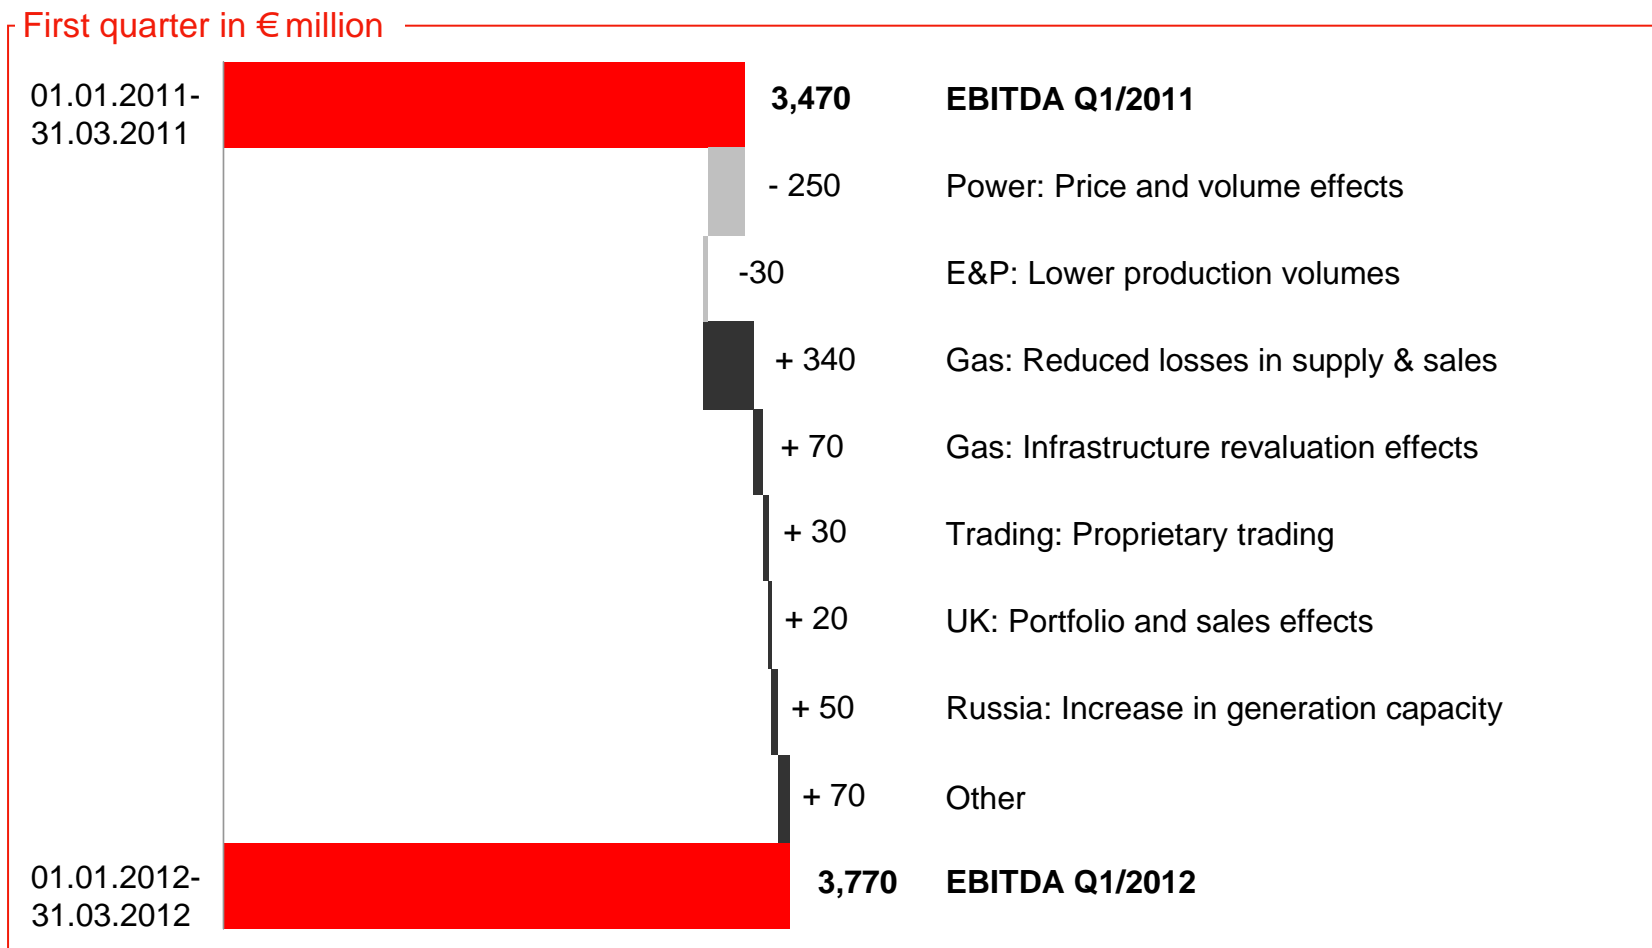 First quarter in € million
01.01.2011-
31.03.2011
3,470 EBITDA Q1/2011
- 250 Power: Price and volume effects
-30 E&P: Lower production volumes
+ 340 Gas: Reduced losses in supply & sales
+ 70 Gas: Infrastructure revaluation effects
+ 30 Trading: Proprietary trading
+ 20 UK: Portfolio and sales effects
+ 50 Russia: Increase in generation capacity
+ 70 Other
01.01.2012-
31.03.2012
3,770 EBITDA Q1/2012